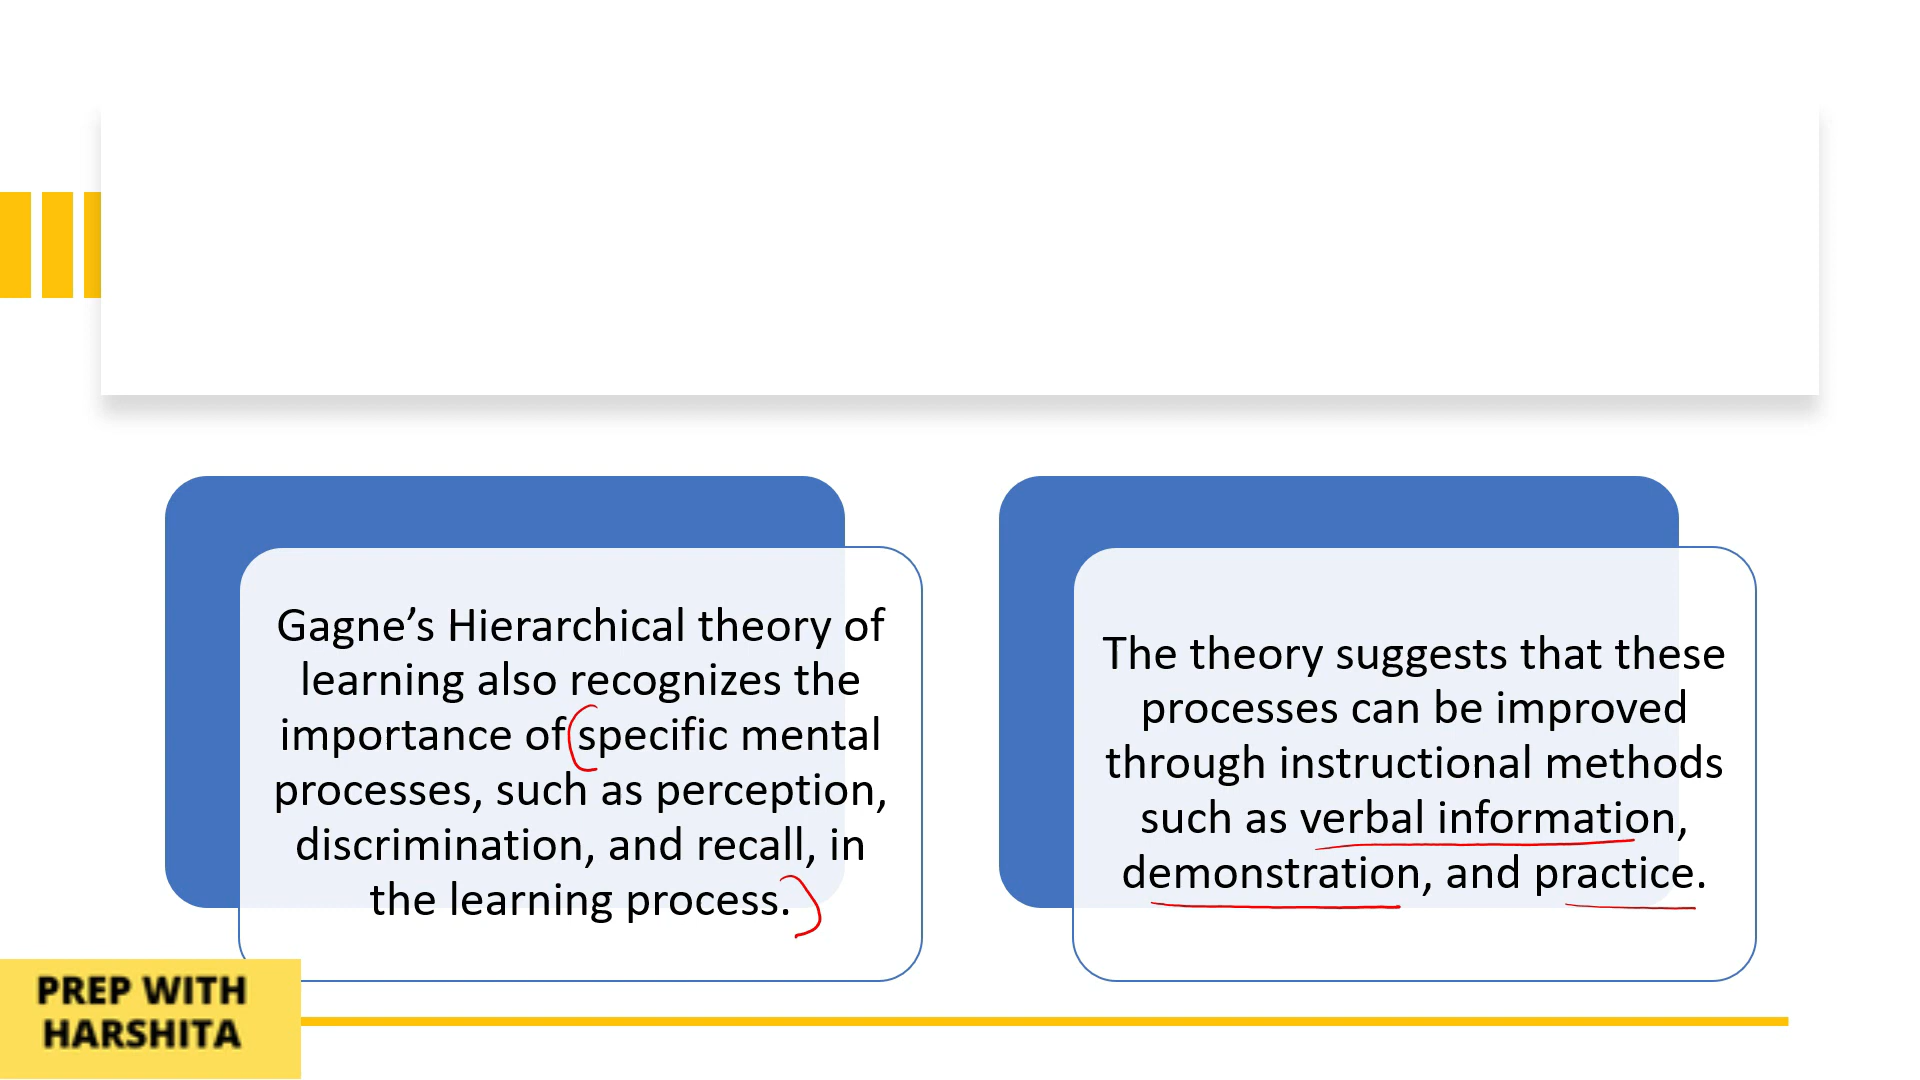 Gagne’s Hierarchical theory of
learning also recognizes the
importance of specific mental
processes, such as perception,
discrimination, and recall, in
the learning process.
The theory suggests that these
processes can be improved
through instructional methods
such as verbal information,
demonstration, and practice.
PREP WITH
HARSHITA